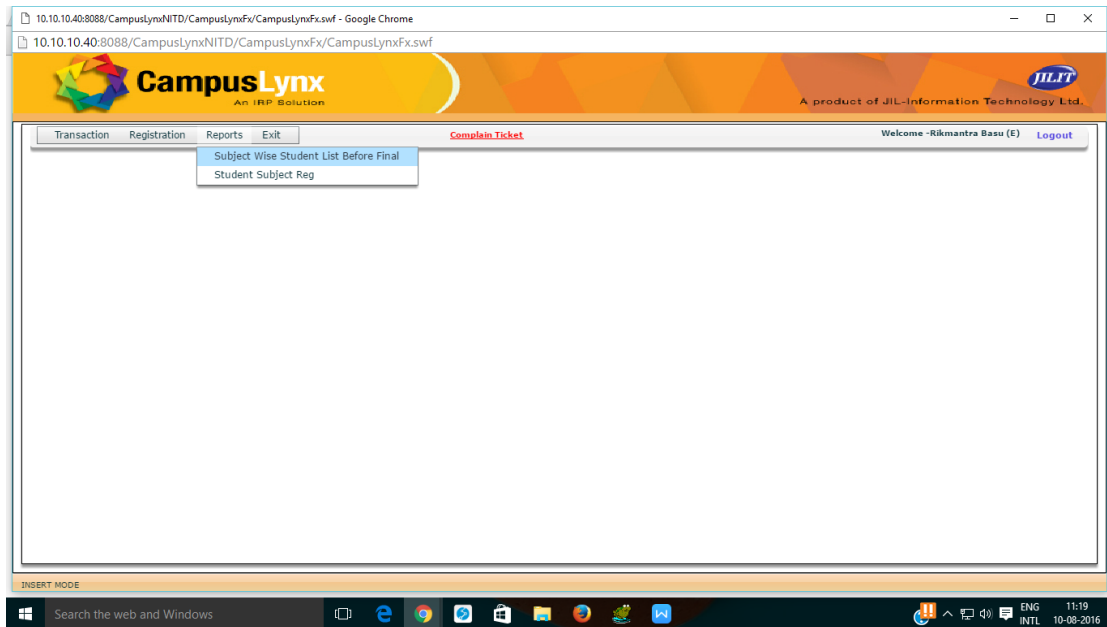 10.10.10.40:8088/CampusLynxNITD/CampusLynxFx/CampusLynxFx.swf - Google Chrome
10.10.10.40:8088/CampusLynxNITD/CampusLynxFx/CampusLynxFx.swf
CampusLynx
An IRP Solution
JILIT
A product of JIL-Information Technology Ltd.
Transaction Registration Reports Exit Complain Ticket Welcome -Rikmantra Basu (E) Logout
Subject Wise Student List Before Final
Student Subject Reg
INSERT MODE
Search the web and Windows
ENG 11:19
INTL 10-08-2016